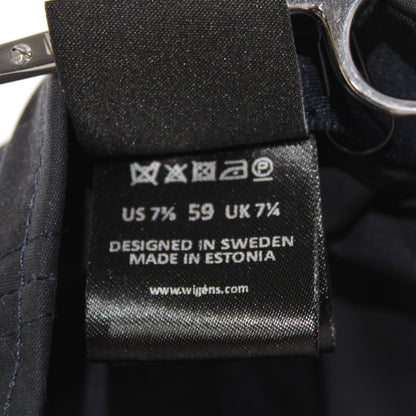 US 7⅜ 59 UK 7¼
DESIGNED IN SWEDEN
MADE IN ESTONIA
www.wigens.com